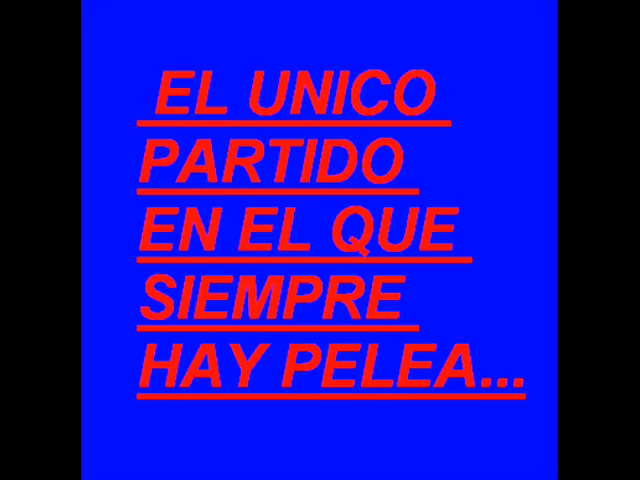 EL UNICO
PARTIDO
EN EL QUE
SIEMPRE
HAY PELEA...